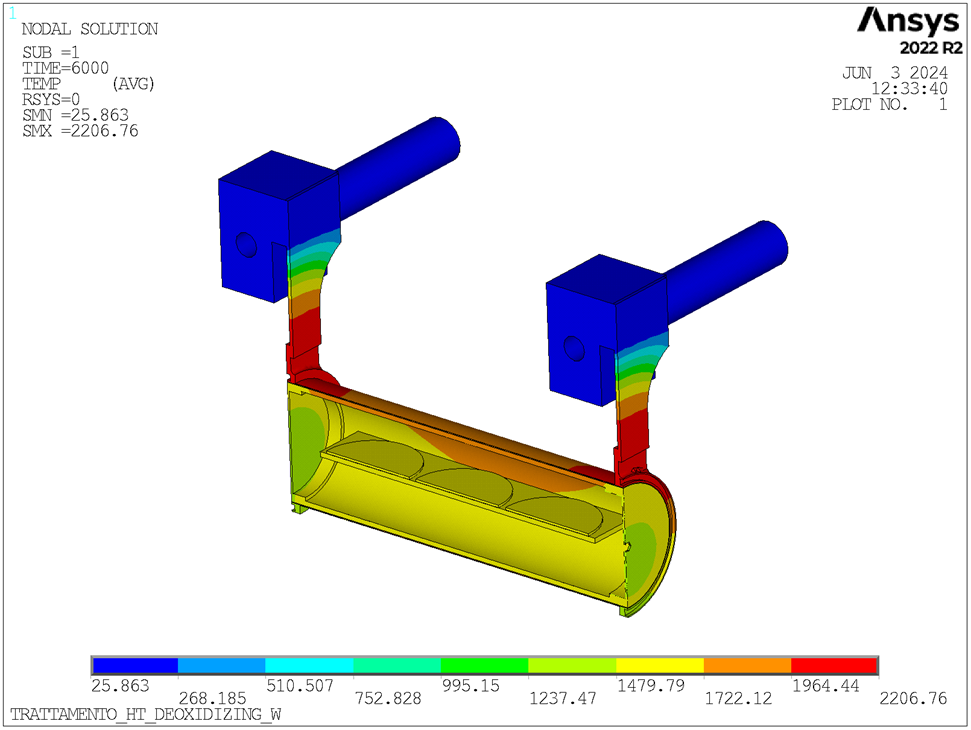 1
NODAL SOLUTION
SUB =1
TIME=6000
TEMP (AVG)
RSYS=0
SMN =25.863
SMX =2206.76
Ansys
2022 R2
JUN 3 2024
12:33:40
PLOT NO. 1
25.863
268.185
510.507
752.828
995.15
1237.47
1479.79
1722.12
1964.44
2206.76
TRATTAMENTO_HT_DEOXIDIZING_W